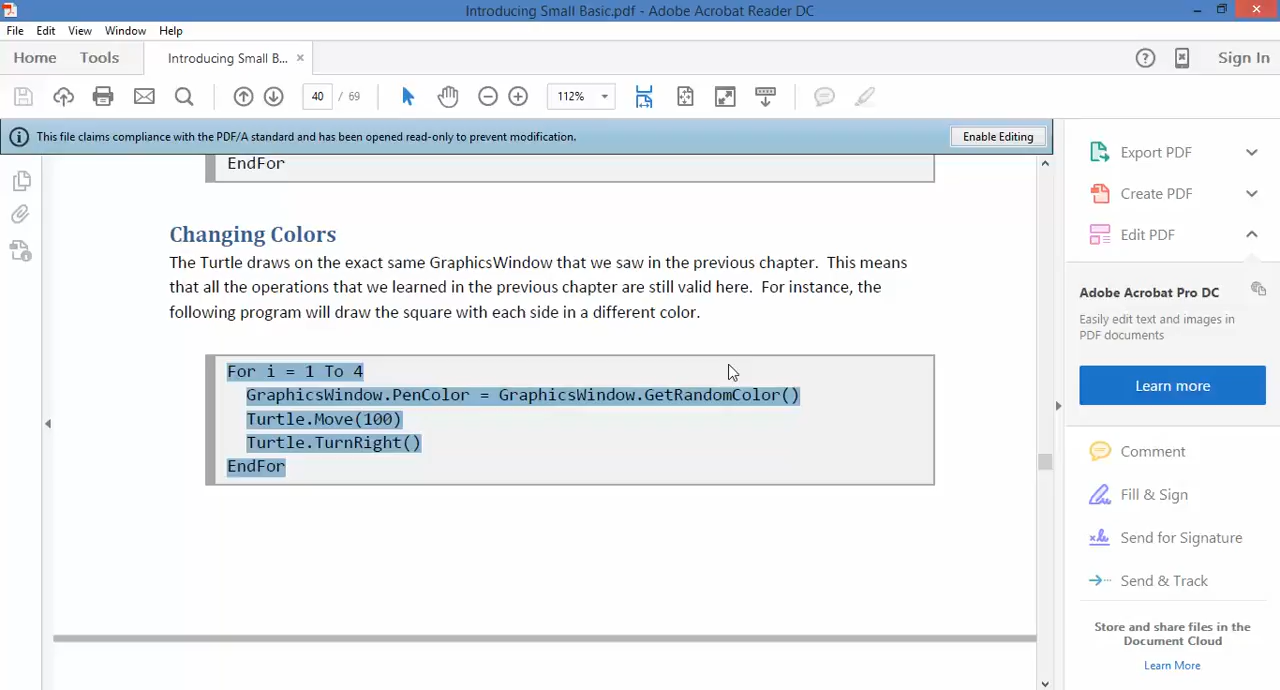 Introducing Small Basic.pdf - Adobe Acrobat Reader DC
File Edit View Window Help
Home Tools Introducing Small B... × Sign In
40 / 69 112%
This file claims compliance with the PDF/A standard and has been opened read-only to prevent modification. Enable Editing
EndFor
Changing Colors
The Turtle draws on the exact same GraphicsWindow that we saw in the previous chapter. This means
that all the operations that we learned in the previous chapter are still valid here. For instance, the
following program will draw the square with each side in a different color.
For i = 1 To 4
GraphicsWindow.PenColor = GraphicsWindow.GetRandomColor()
Turtle.Move(100)
Turtle.TurnRight()
EndFor
Export PDF
Create PDF
Edit PDF
Adobe Acrobat Pro DC
Easily edit text and images in
PDF documents
Learn more
Comment
Fill & Sign
Send for Signature
Send & Track
Store and share files in the
Document Cloud
Learn More